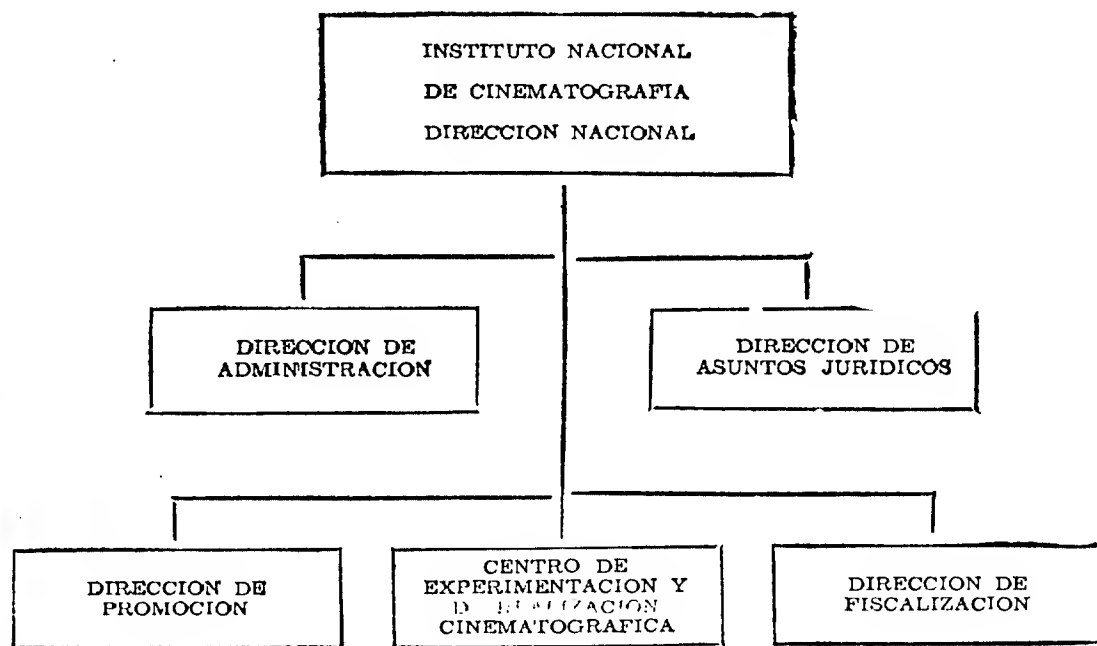 INSTITUTO NACIONAL
DE CINEMATOGRAFIA
DIRECCION NACIONAL
DIRECCION DE
ADMINISTRACION
DIRECCION DE
ASUNTOS JURIDICOS
DIRECCION DE
PROMOCION
CENTRO DE
EXPERIMENTACION Y
CINEMATOGRAFICA
DIRECCION DE
FISCALIZACION